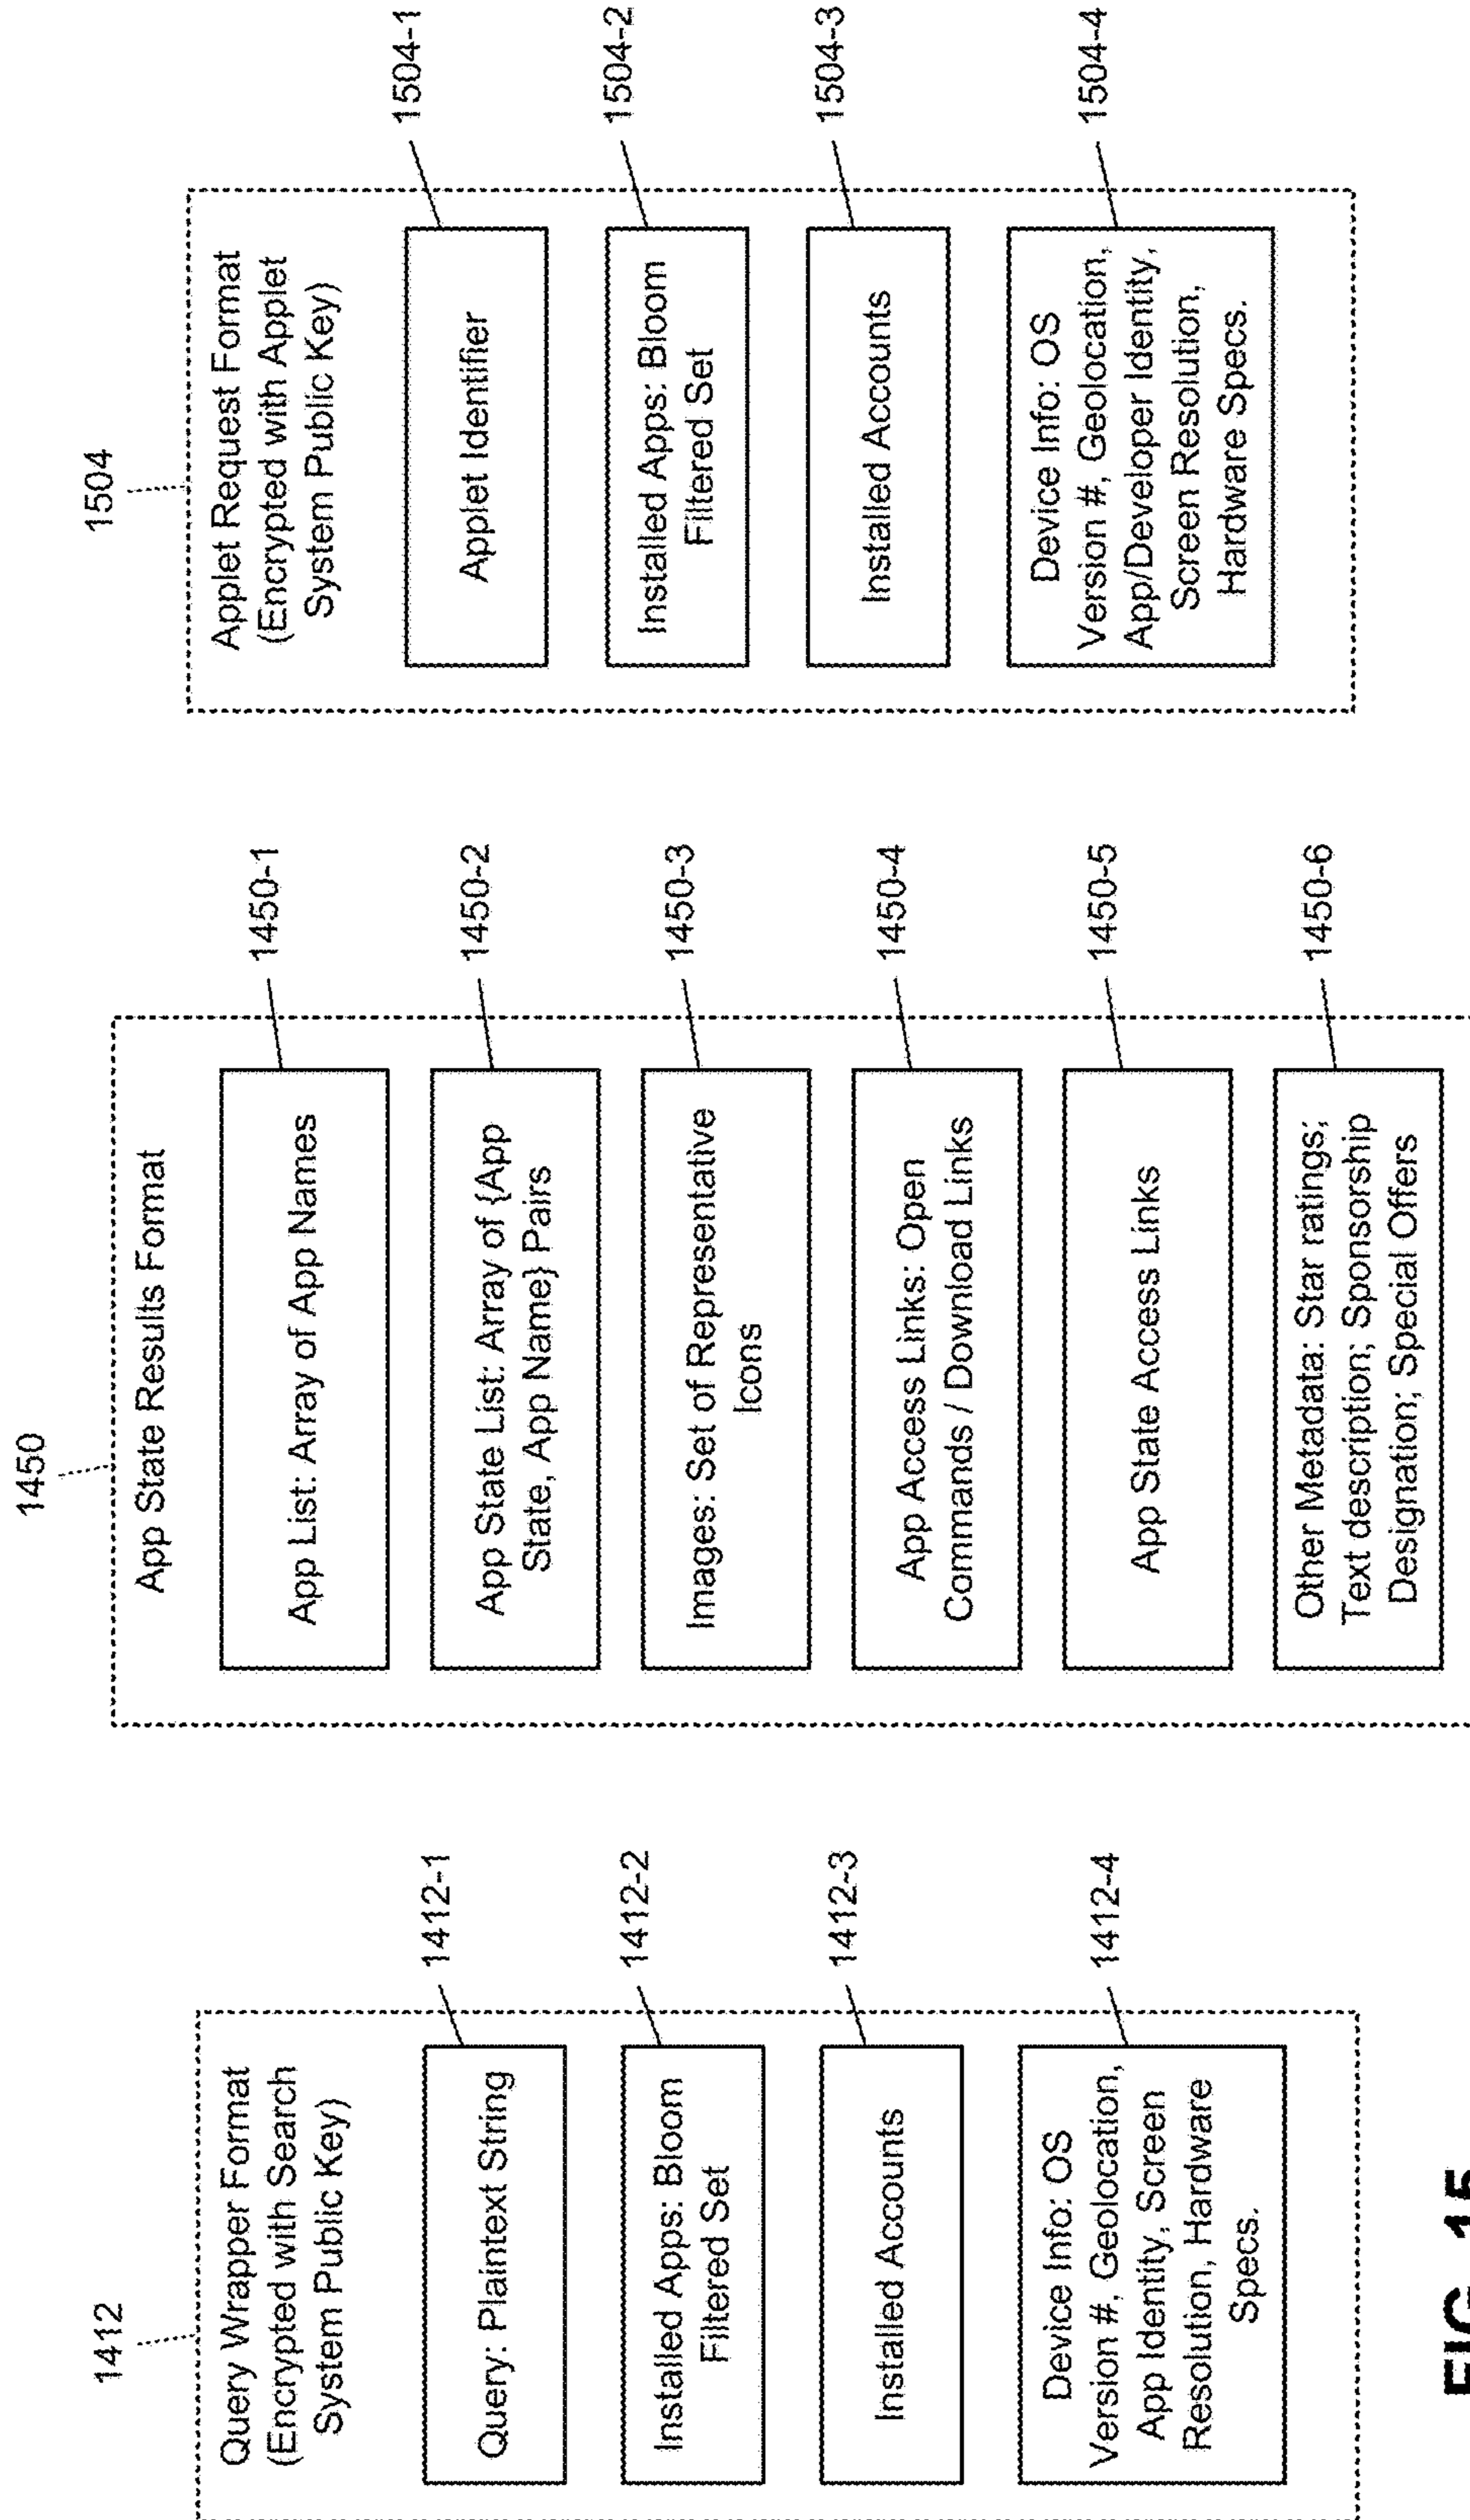 1412
Query Wrapper Format
(Encrypted with Search
System Public Key)
Query: Plaintext String
1412-1
Installed Apps: Bloom
Filtered Set
1412-2
Installed Accounts
1412-3
Device Info: OS
Version #, Geolocation,
App Identity, Screen
Resolution, Hardware
Specs.
1412-4
1450
App State Results Format
App List: Array of App Names
1450-1
App State List: Array of {App
State, App Name} Pairs
1450-2
Images: Set of Representative
Icons
1450-3
App Access Links: Open
Commands / Download Links
1450-4
App State Access Links
1450-5
Other Metadata: Star ratings;
Text description; Sponsorship
Designation; Special Offers
1450-6
1504
Applet Request Format
(Encrypted with Applet
System Public Key)
Applet Identifier
1504-1
Installed Apps: Bloom
Filtered Set
1504-2
Installed Accounts
1504-3
Device Info: OS
Version #, Geolocation,
App/Developer Identity,
Screen Resolution,
Hardware Specs.
1504-4
FIG. 15